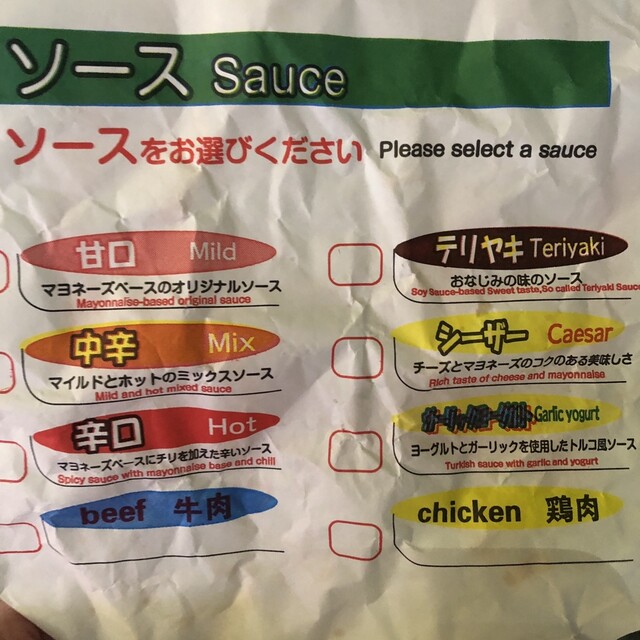 ソース Sauce
ソースをお選びください Please select a sauce
甘口 Mild
マヨネーズベースのオリジナルソース
Mayonnaise-based original sauce
テリヤキ Teriyaki
おなじみの味のソース
Soy Sauce-based Sweet taste,So called Teriyaki Sauce
中辛 Mix
マイルドとホットのミックスソース
Mild and hot mixed sauce
シーザー Caesar
チーズとマヨネーズのコクのある美味しさ
Rich taste of cheese and mayonnaise
辛口 Hot
マヨネーズベースにチリを加えた辛いソース
Spicy sauce with mayonnaise base and chili
ガーリックヨーグルト Garlic yogurt
ヨーグルトとガーリックを使用したトルコ風ソース
Turkish sauce with garlic and yogurt
beef 牛肉
chicken 鶏肉